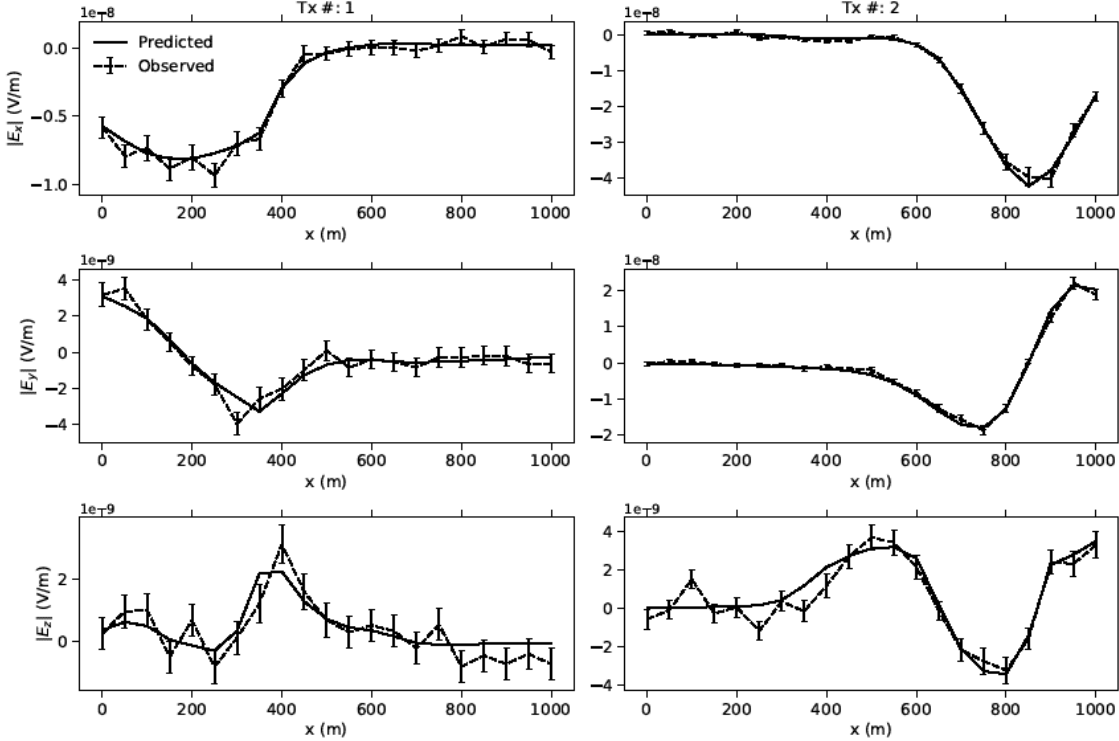 Tx #: 1
1e−8
Predicted
Observed
0.0
−0.5
−1.0
|Ex| (V/m)
0 200 400 600 800 1000
x (m)
Tx #: 2
1e−8
0
−1
−2
−3
−4
0 200 400 600 800 1000
x (m)
1e−9
4
2
0
−2
−4
|Ey| (V/m)
0 200 400 600 800 1000
x (m)
1e−8
2
1
0
−1
−2
0 200 400 600 800 1000
x (m)
1e−9
2
0
|Ez| (V/m)
0 200 400 600 800 1000
x (m)
1e−9
4
2
0
−2
−4
0 200 400 600 800 1000
x (m)